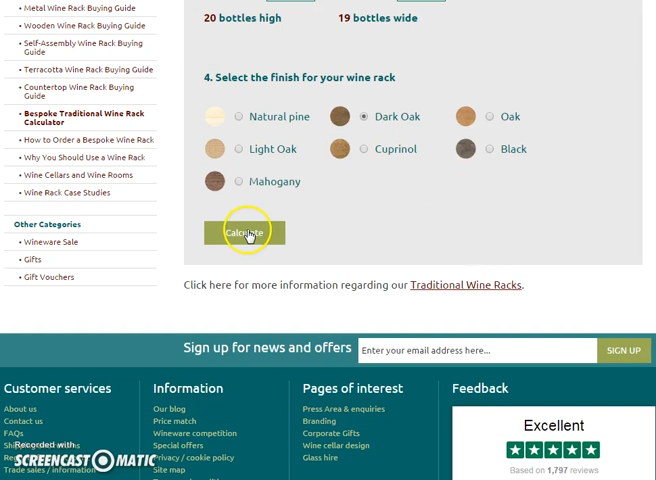 • Metal Wine Rack Buying Guide
• Wooden Wine Rack Buying Guide
• Self-Assembly Wine Rack Buying
Guide
• Terracotta Wine Rack Buying Guide
• Countertop Wine Rack Buying
Guide
• Bespoke Traditional Wine Rack
Calculator
• How to Order a Bespoke Wine Rack
• Why You Should Use a Wine Rack
• Wine Cellars and Wine Rooms
• Wine Rack Case Studies
Other Categories
• Wineware Sale
• Gifts
• Gift Vouchers
20 bottles high 19 bottles wide
4. Select the finish for your wine rack
Natural pine Dark Oak Oak
Light Oak Cuprinol Black
Mahogany
Calculate
Click here for more information regarding our Traditional Wine Racks.
Sign up for news and offers Enter your email address here... SIGN UP
Customer services
About us
Contact us
FAQs
Trade sales / information
Information
Our blog
Price match
Wineware competition
Special offers
Privacy / cookie policy
Site map
Pages of interest
Press Area & enquiries
Branding
Corporate Gifts
Wine cellar design
Glass hire
Feedback
Excellent
Based on 1,797 reviews
Recorded with
SCREENCAST-O-MATIC